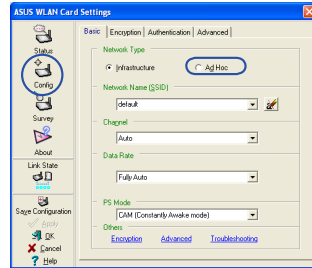 ASUS WLAN Card Settings
Status
Config
Survey
About
Link State
Save Configuration
Apply
OK
Cancel
Help
Basic Encryption Authentication Advanced
Network Type
Infrastructure Ad Hoc
Network Name (SSID)
default
Channel
Auto
Data Rate
Fully Auto
PS Mode
CAM (Constantly Awake mode)
Others
Encryption Advanced Troubleshooting